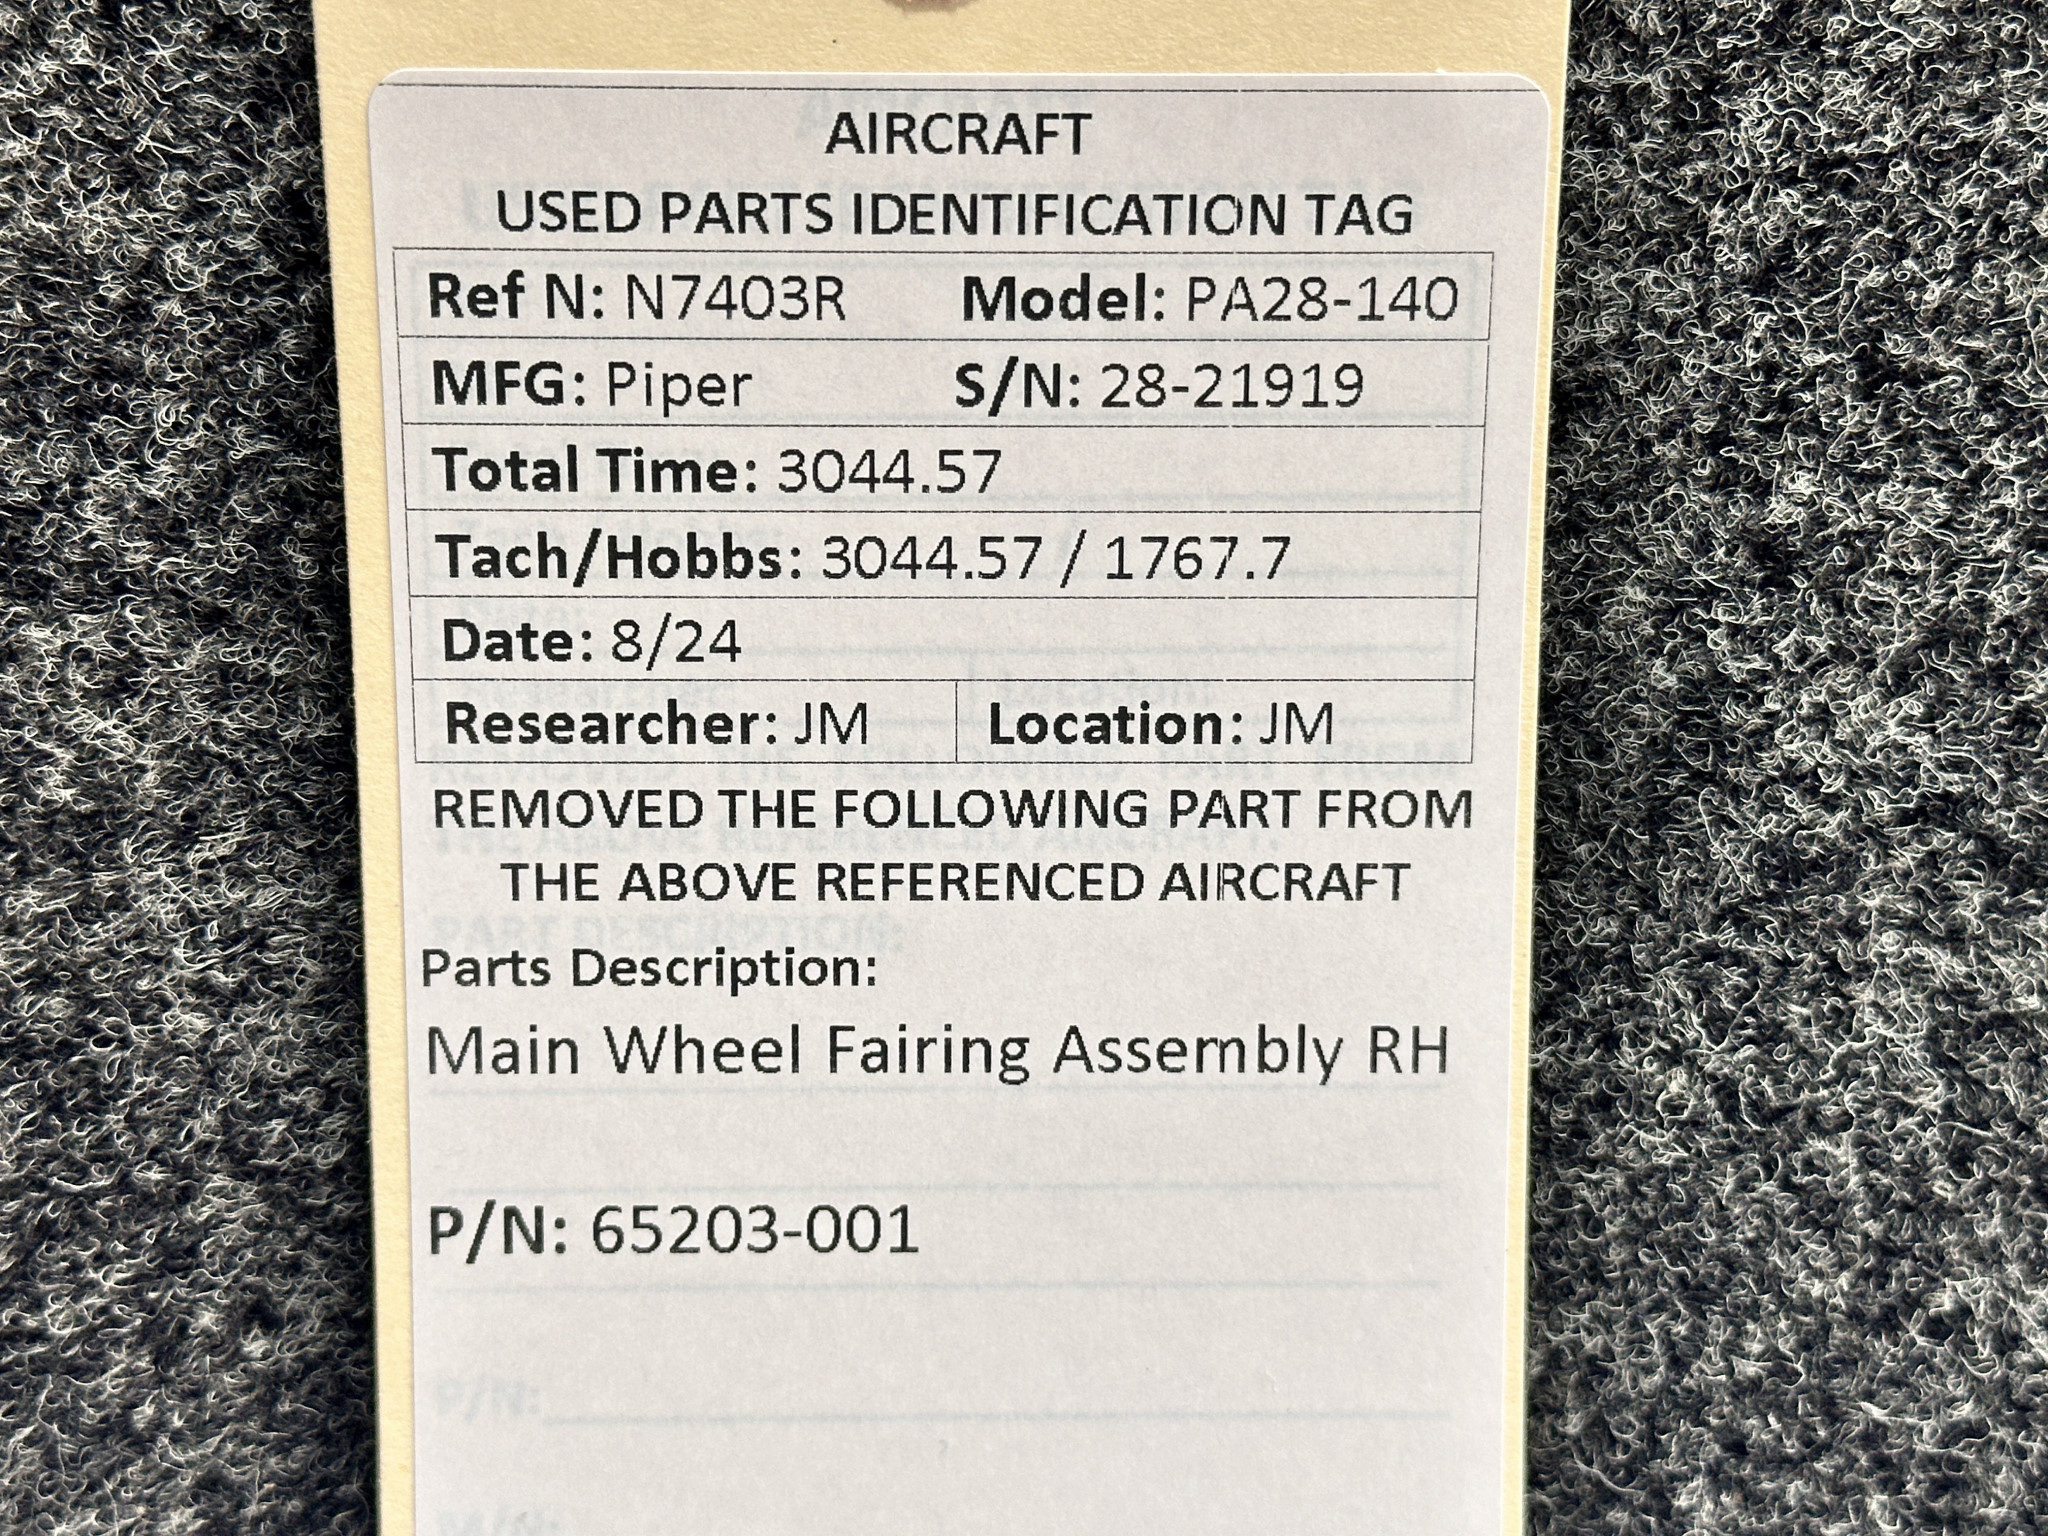 AIRCRAFT
USED PARTS IDENTIFICATION TAG
Ref N: N7403R Model: PA28-140
MFG: Piper S/N: 28-21919
Total Time: 3044.57
Tach/Hobbs: 3044.57 / 1767.7
Date: 8/24
Researcher: JM Location: JM
REMOVED THE FOLLOWING PART FROM
THE ABOVE REFERENCED AIRCRAFT
Parts Description:
Main Wheel Fairing Assembly RH
P/N: 65203-001
P/N: